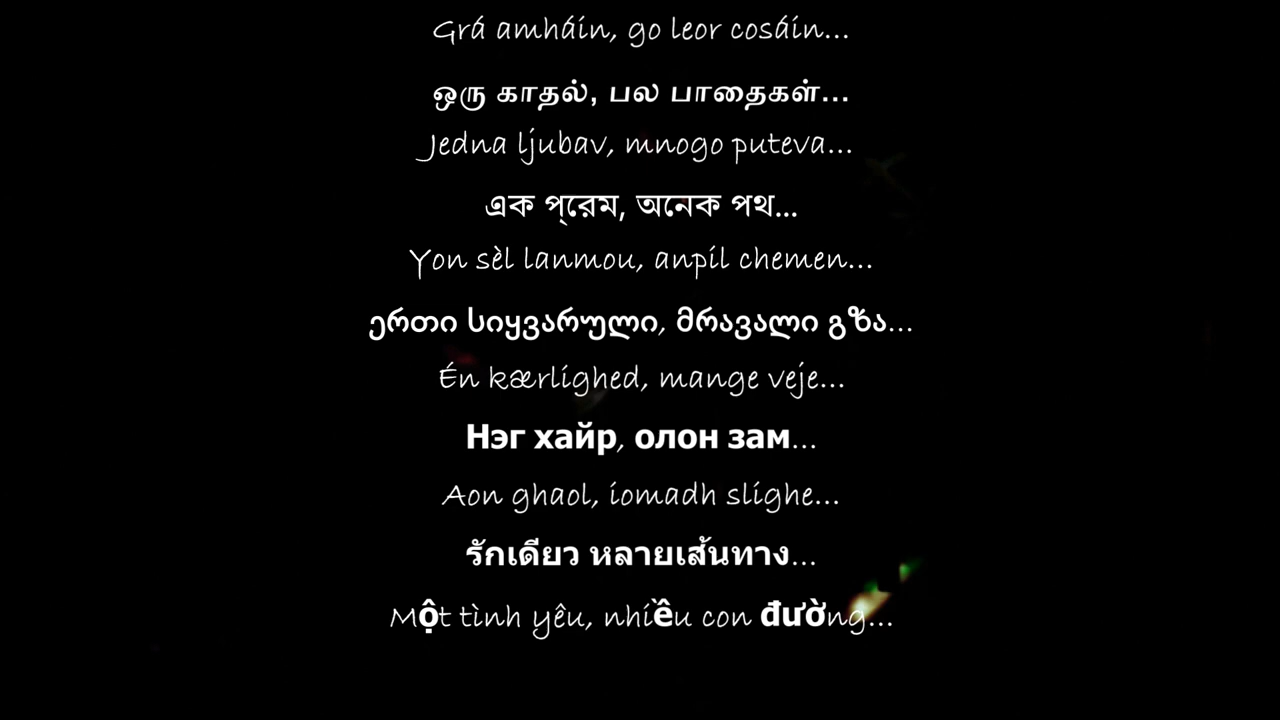 Grá amháin, go leor cosáin...
ஒரு காதல், பல பாதைகள்...
Jedna ljubav, mnogo puteva...
এক প্রেম, অনেক পথ...
Yon sèl lanmou, anpil chemen...
ერთი სიყვარული, მრავალი გზა...
Én kærlighed, mange veje...
Нэг хайр, олон зам...
Aon ghaol, iomadh slighe...
รักเดียว หลายเส้นทาง...
Một tình yêu, nhiều con đường...